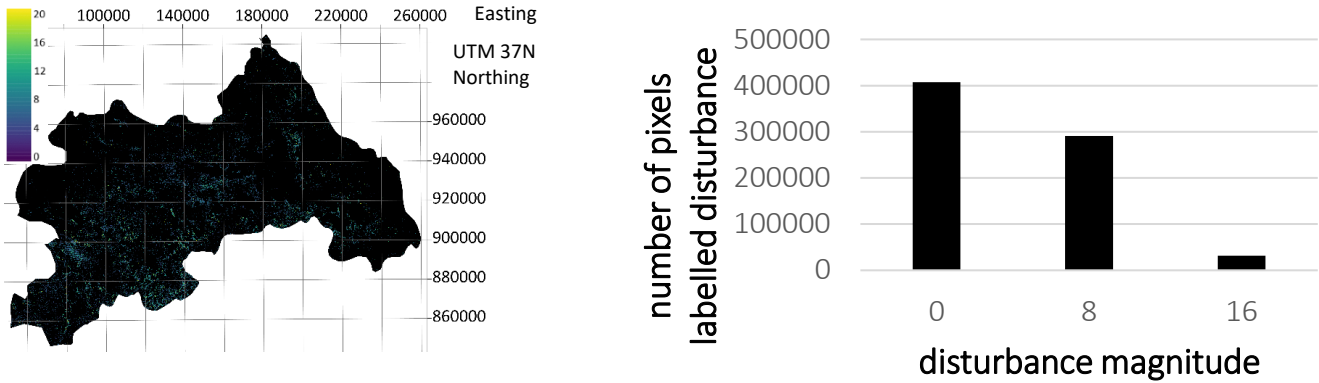 20
16
12
8
4
0
100000 140000 180000 220000 260000 Easting
UTM 37N
Northing
960000
940000
920000
900000
880000
860000
number of pixels
labelled disturbance
500000
400000
300000
200000
100000
0
0 8 16
disturbance magnitude